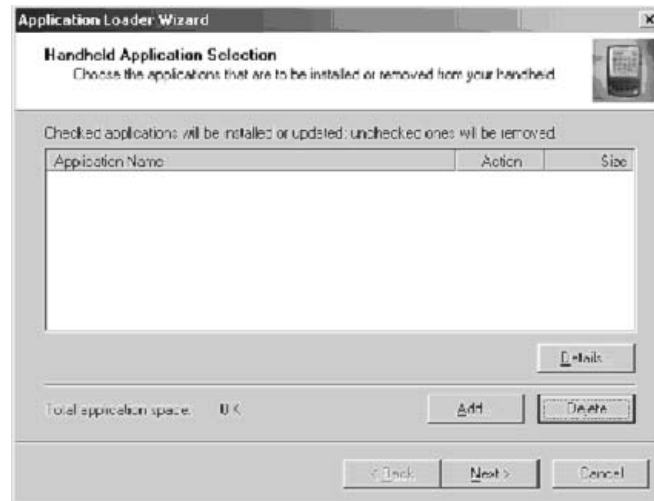 Application Loader Wizard
Handheld Application Selection
Choose the applications that are to be installed or removed from your handheld
Checked applications will be installed or updated; unchecked ones will be removed
Application Name Action Size
Details
Total application space: 0 K
Add Delete
< Back Next > Cancel